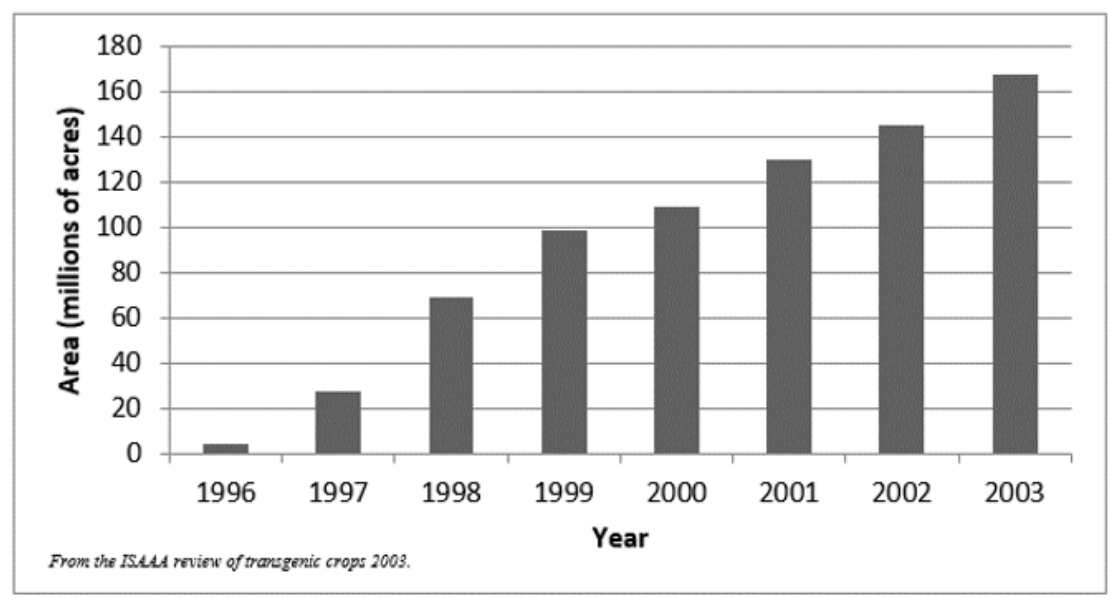 180
160
140
120
100
80
60
40
20
0
Area (millions of acres)
1996 1997 1998 1999 2000 2001 2002 2003
Year
From the ISAAA review of transgenic crops 2003.